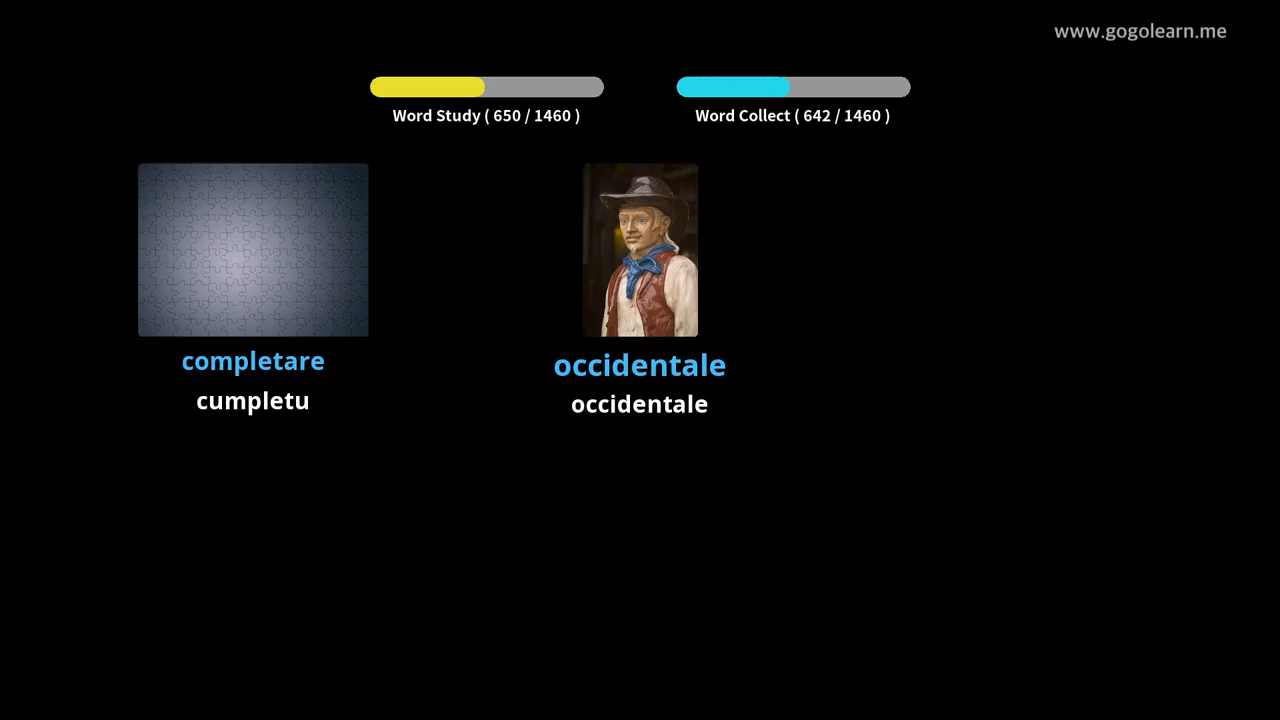 www.gogolearn.me
Word Study ( 650 / 1460 )
Word Collect ( 642 / 1460 )
completare
cumpletu
occidentale
occidentale